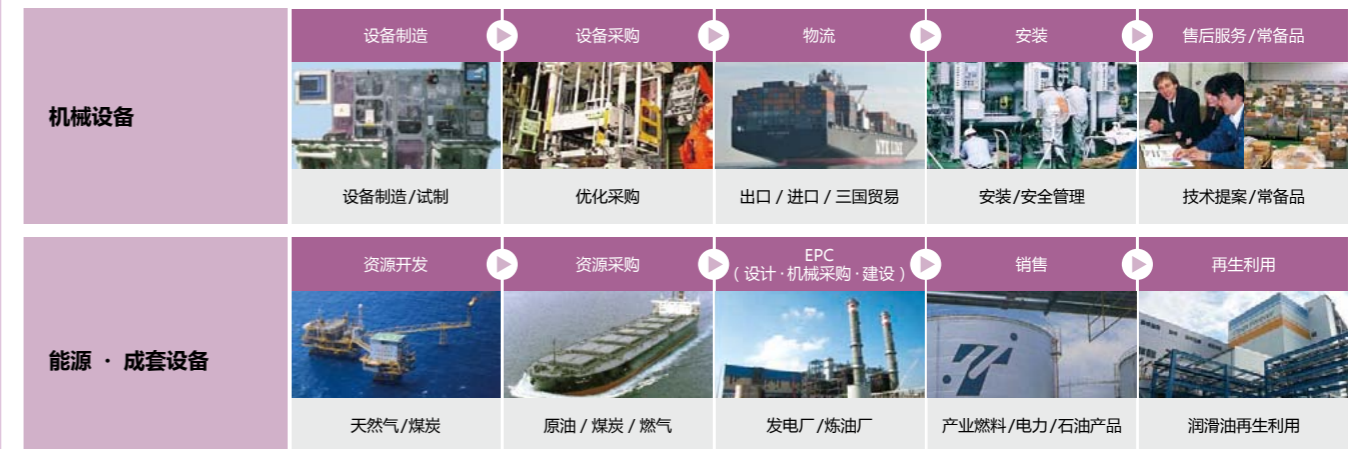 机械设备
设备制造
设备采购
物流
安装
售后服务/常备品
NYK LINE
设备制造/试制
优化采购
出口 / 进口 / 三国贸易
安装/安全管理
技术提案/常备品
能源 · 成套设备
资源开发
资源采购
EPC
（设计·机械采购·建设）
销售
再生利用
天然气/煤炭
原油 / 煤炭 / 燃气
发电厂/炼油厂
产业燃料/电力/石油产品
润滑油再生利用